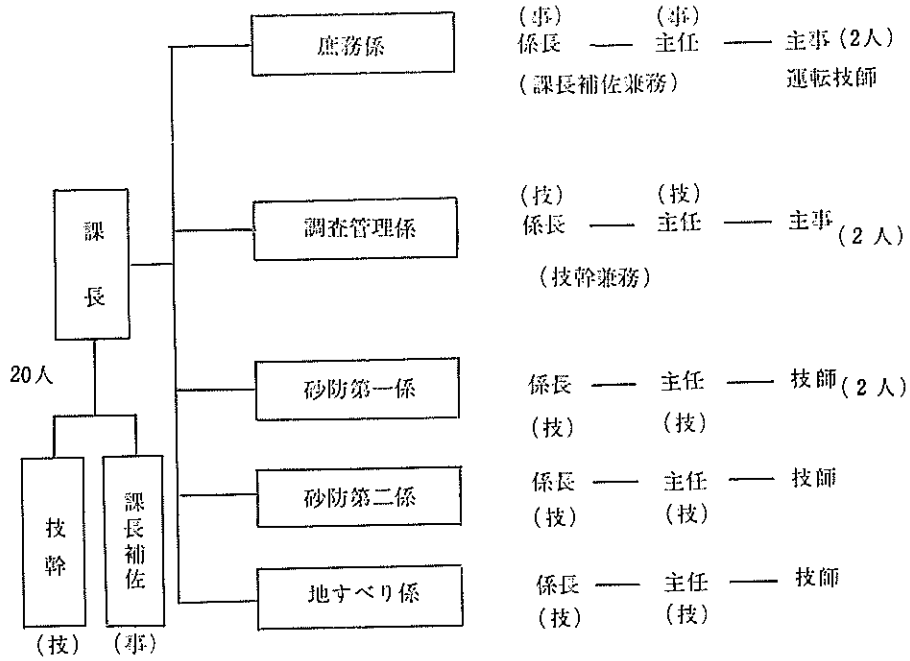 (事) (事)
庶務係 係長 — 主任 — 主事 (2人)
(課長補佐兼務) 運転技師
(技) (技)
調査管理係 係長 — 主任 — 主事 (2人)
(技幹兼務)
課長
20人
砂防第一係 係長 — 主任 — 技師 (2人)
(技) (技)
砂防第二係 係長 — 主任 — 技師
(技) (技)
技幹
課長補佐
地すべり係 係長 — 主任 — 技師
(技) (技)
(技) (事)